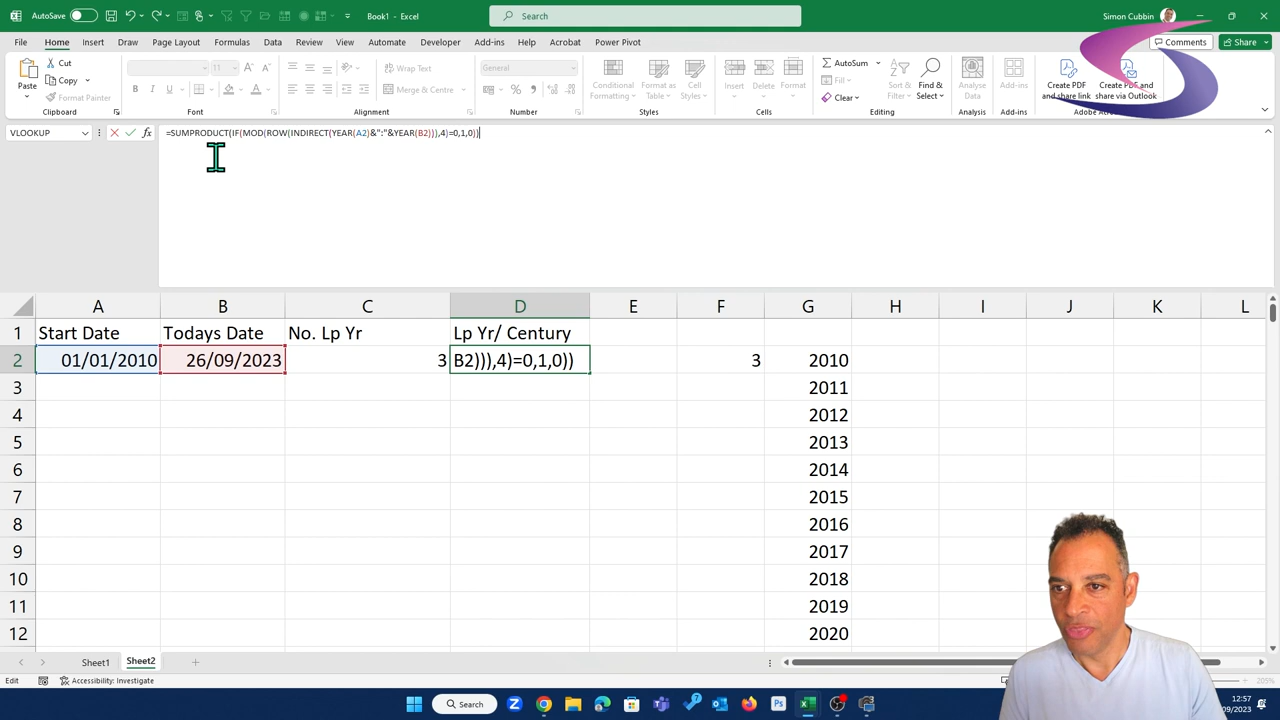 AutoSave Off
Book1 - Excel
Search
Simon Cubbin
File Home Insert Draw Page Layout Formulas Data Review View Automate Developer Add-ins Help Acrobat Power Pivot
Comments
Share
Paste
Cut
Copy
Format Painter
Clipboard
11
Font
Wrap Text
Merge & Centre
Alignment
General
Number
Conditional Formatting
Format as Table
Cell Styles
Styles
Insert
Delete
Format
Cells
AutoSum
Fill
Clear
Sort & Filter
Find & Select
Editing
Analyse Data
Add-ins
Add-ins
Create PDF and share link
Create PDF and share via Outlook
VLOOKUP
=SUMPRODUCT(IF(MOD(ROW(INDIRECT(YEAR(A2)&":"&YEAR(B2))),4)=0,1,0))
A B C D E F G H I J K L
1 Start Date Todays Date No. Lp Yr Lp Yr/ Century
2 01/01/2010 26/09/2023 3 B2))),4)=0,1,0)) 3 2010
3 2011
4 2012
5 2013
6 2014
7 2015
8 2016
9 2017
10 2018
11 2019
12 2020
Sheet1 Sheet2
Edit
Accessibility: Investigate
205%
Search
12:57